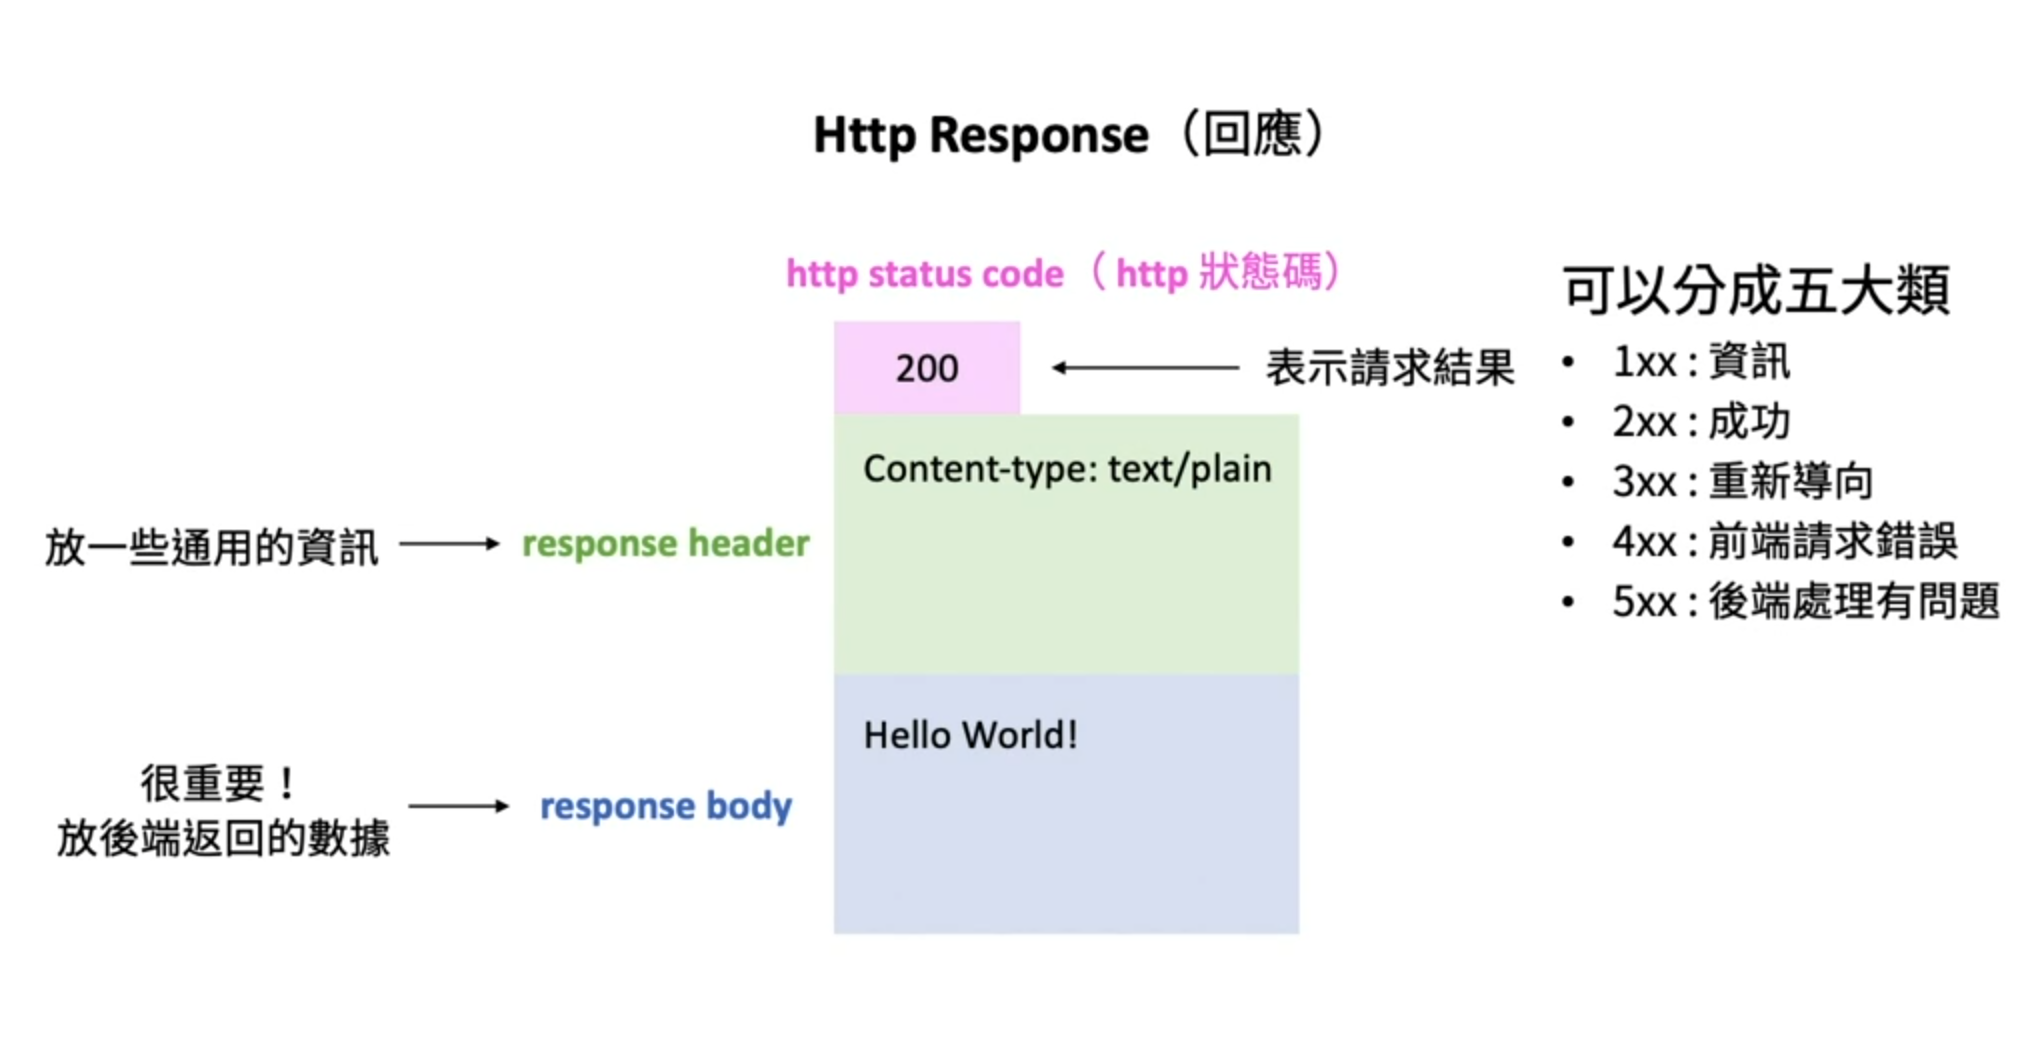 Http Response（回應）
http status code（ http 狀態碼）
200
表示請求結果
可以分成五大類
• 1xx : 資訊
• 2xx : 成功
• 3xx : 重新導向
• 4xx : 前端請求錯誤
• 5xx : 後端處理有問題
Content-type: text/plain
放一些通用的資訊
response header
Hello World!
很重要！
放後端返回的數據
response body